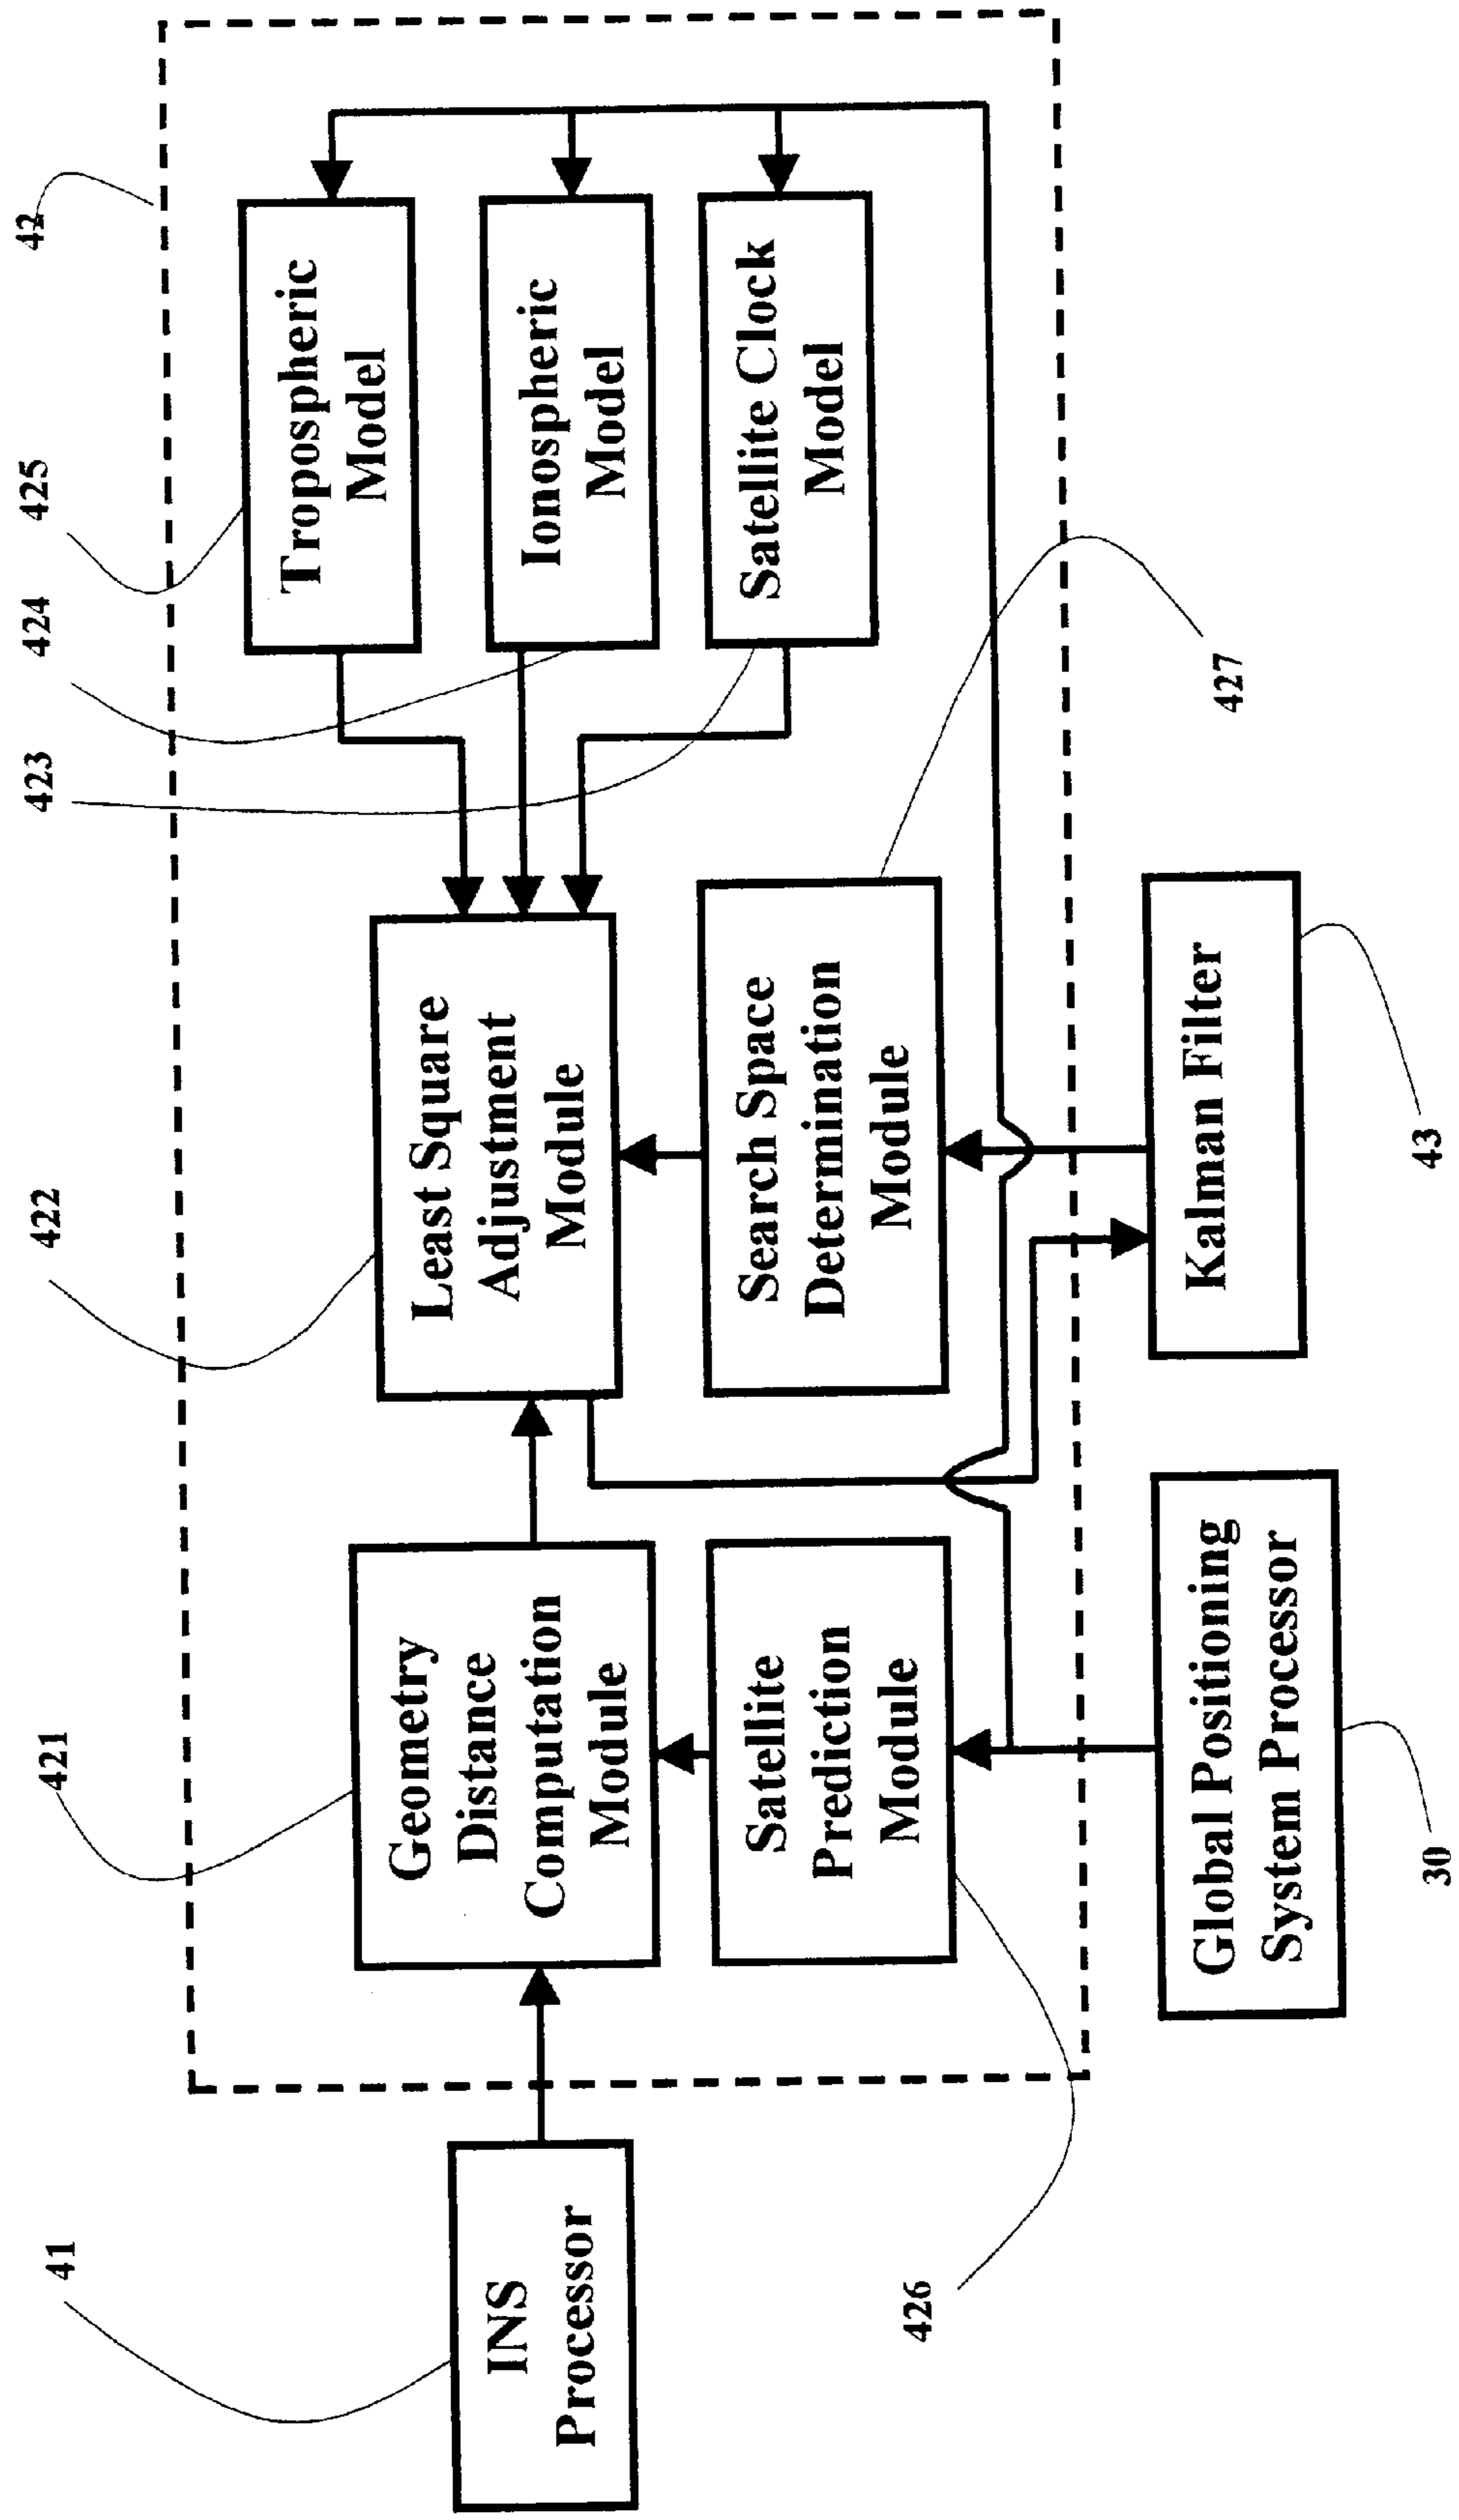 41
421
422
423
424
425
42
INS
Processor
Geometry
Distance
Computation
Module
Least Square
Adjustment
Module
Tropospheric
Model
Ionospheric
Model
Satellite Clock
Model
Satellite
Prediction
Module
Search Space
Determination
Module
426
427
Global Positioning
System Processor
Kalman Filter
30
43